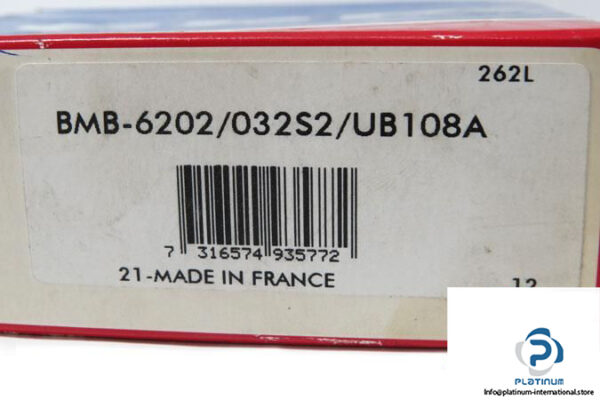 262L
BMB-6202/032S2/UB108A
7 316574 935772
21-MADE IN FRANCE
12
PLATINUM
Info@platinum-international.store